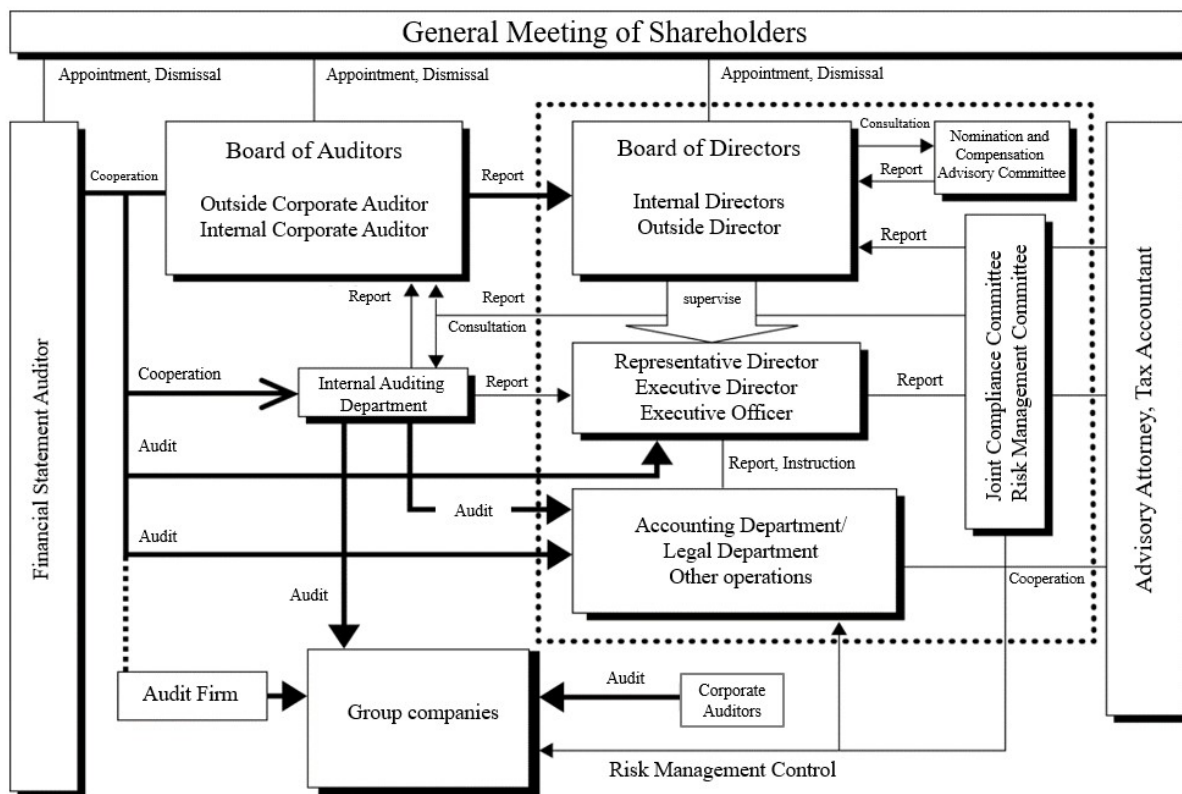 General Meeting of Shareholders
Appointment, Dismissal
Appointment, Dismissal
Appointment, Dismissal
Financial Statement Auditor
Cooperation
Board of Auditors
Outside Corporate Auditor
Internal Corporate Auditor
Report
Board of Directors
Internal Directors
Outside Director
Consultation
Report
Nomination and
Compensation
Advisory Committee
Report
Joint Compliance Committee
Risk Management Committee
Advisory Attorney, Tax Accountant
Report
Report
Consultation
supervise
Cooperation
Internal Auditing
Department
Report
Representative Director
Executive Director
Executive Officer
Report
Audit
Report, Instruction
Audit
Audit
Accounting Department/
Legal Department
Other operations
Cooperation
Audit
Audit Firm
Group companies
Audit
Corporate
Auditors
Risk Management Control